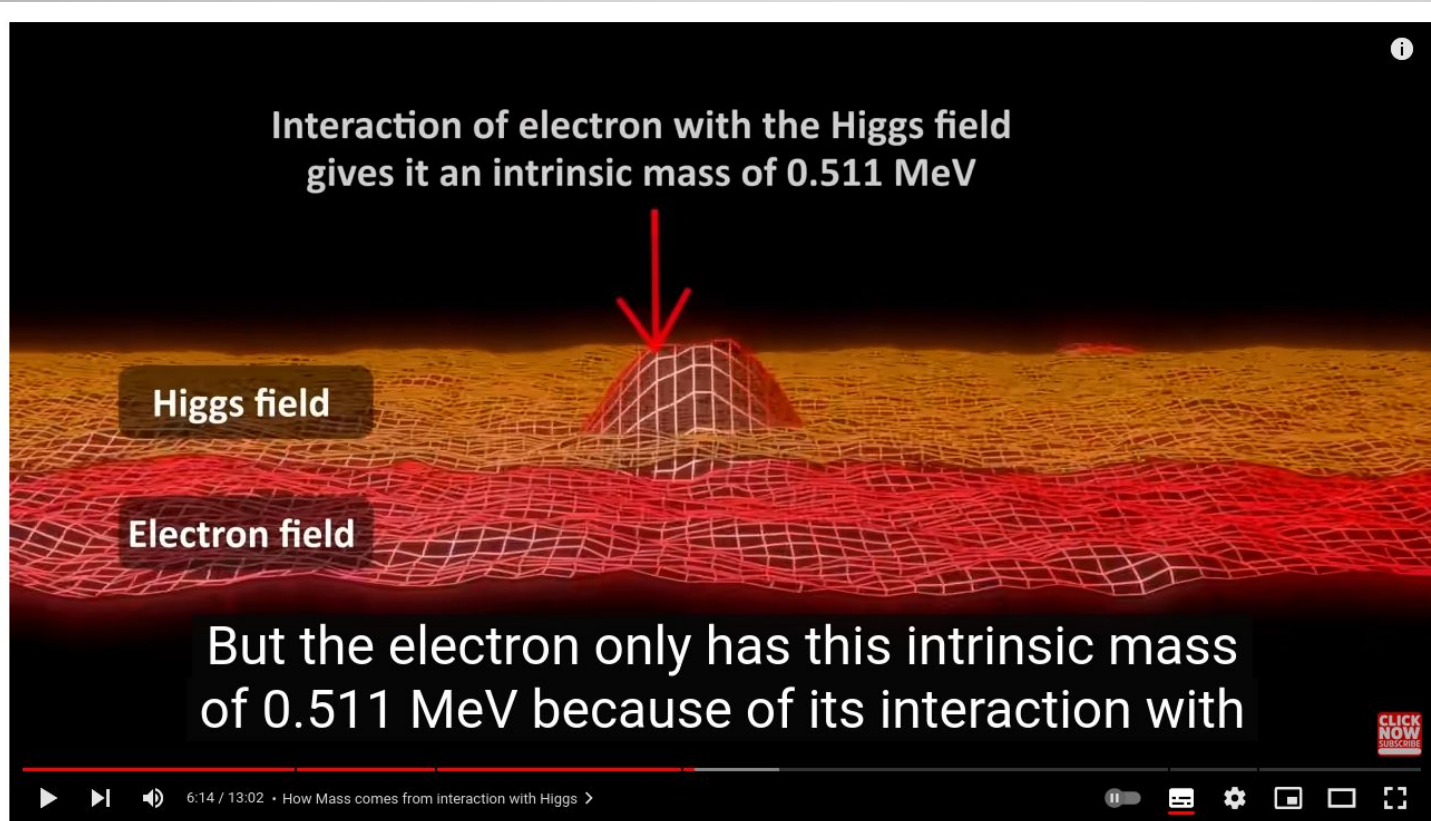 Interaction of electron with the Higgs field
gives it an intrinsic mass of 0.511 MeV
Higgs field
Electron field
But the electron only has this intrinsic mass
of 0.511 MeV because of its interaction with
CLICK
NOW
SUBSCRIBE
6:14 / 13:02 • How Mass comes from interaction with Higgs